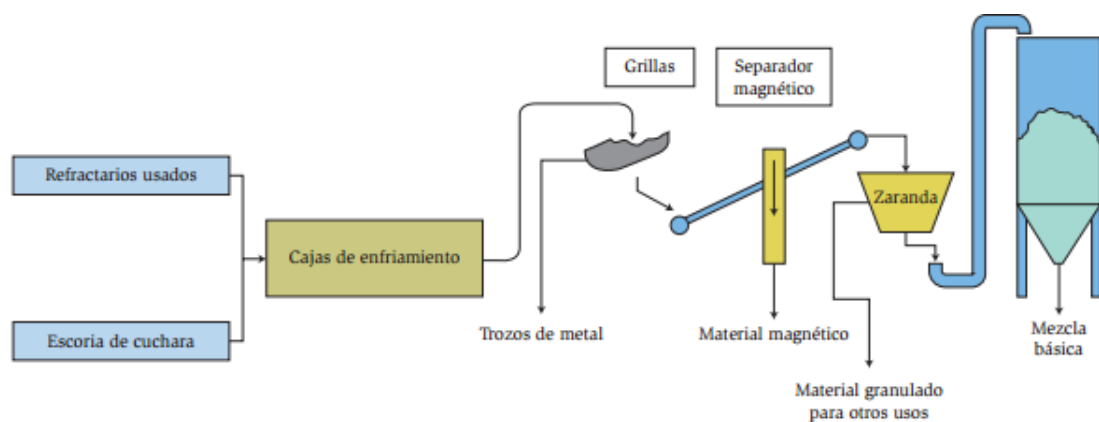 Grillas
Separador
magnético
Refractarios usados
Zaranda
Cajas de enfriamiento
Escoria de cuchara
Trozos de metal
Material magnético
Mezcla
básica
Material granulado
para otros usos